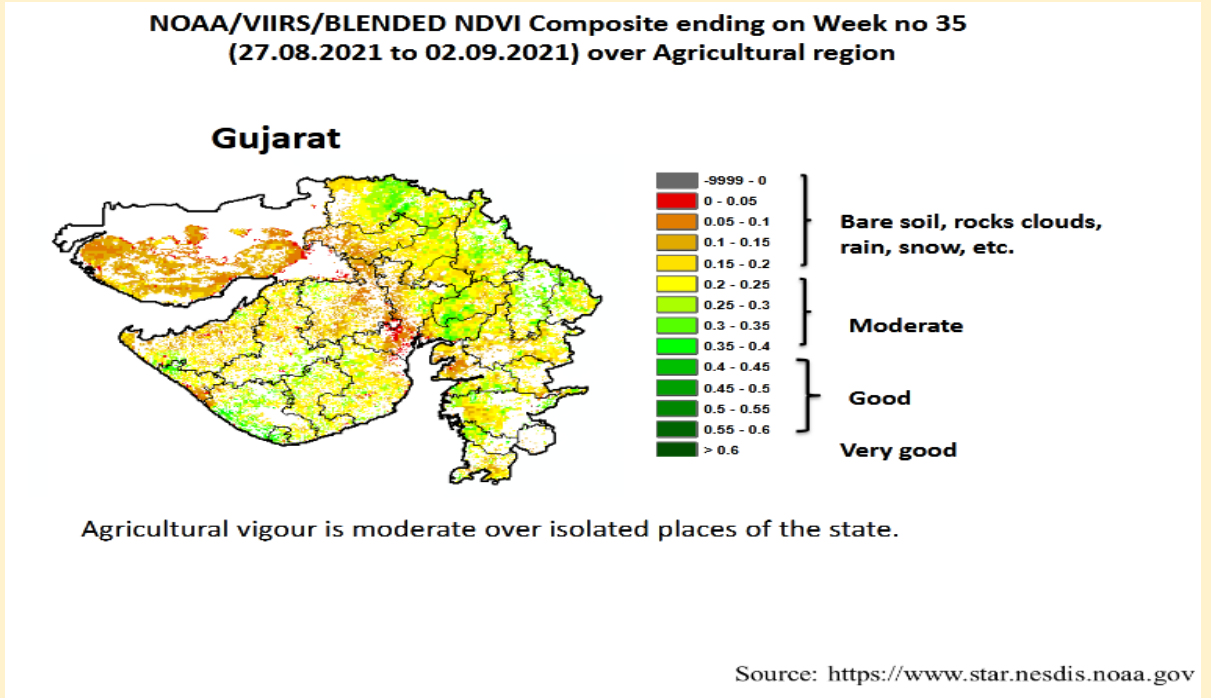 NOAA/VIIRS/BLENDED NDVI Composite ending on Week no 35
(27.08.2021 to 02.09.2021) over Agricultural region
Gujarat
-9999 - 0
0 - 0.05
0.05 - 0.1
0.1 - 0.15
0.15 - 0.2
0.2 - 0.25
0.25 - 0.3
0.3 - 0.35
0.35 - 0.4
0.4 - 0.45
0.45 - 0.5
0.5 - 0.55
0.55 - 0.6
> 0.6
Bare soil, rocks clouds,
rain, snow, etc.
Moderate
Good
Very good
Agricultural vigour is moderate over isolated places of the state.
Source: https://www.star.nesdis.noaa.gov